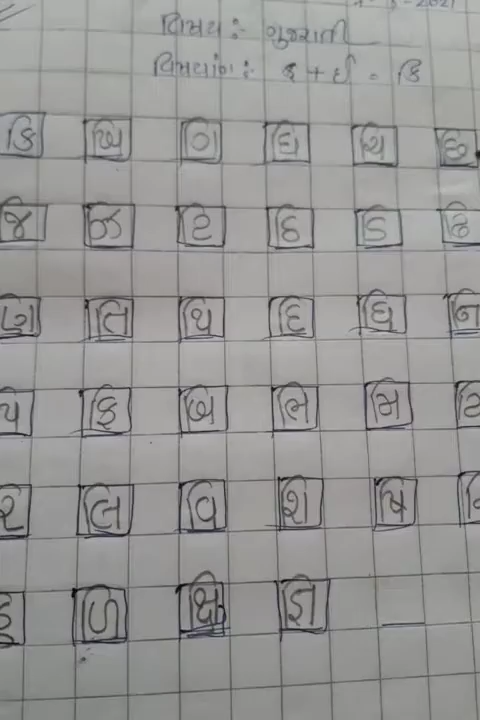 વિષય :- ગુજરાતી
વિષયાંગ :- ક + ઈ = કિ
કિ ખિ ગિ ઘિ ચિ છિ
જિ ઝિ ટિ ઠિ ડિ ઢિ
ણિ તિ થિ દિ ધિ નિ
પિ ફિ બિ ભિ મિ
રિ લિ વિ શિ ષિ
હિ ળિ ક્ષિ જ્ઞિ